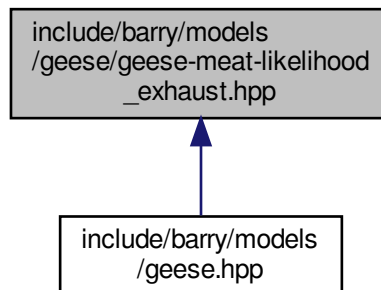 include/barry/models
/geese/geese-meat-likelihood
_exhaust.hpp
include/barry/models
/geese.hpp